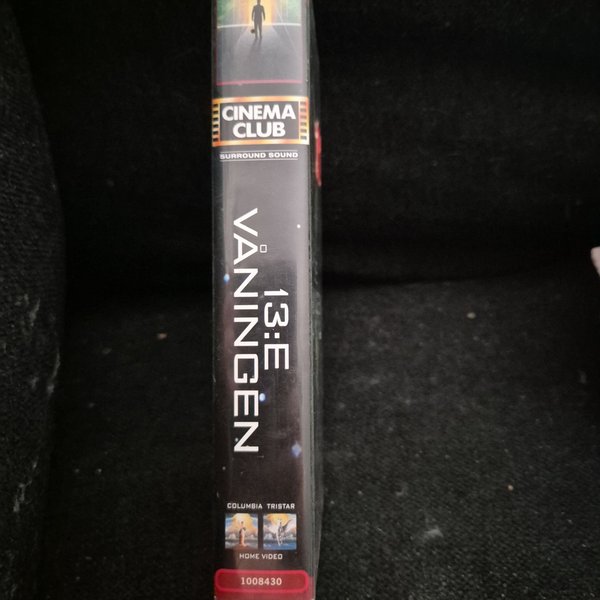 CINEMA
CLUB
SURROUND SOUND
13:E
VÅNINGEN
COLUMBIA TRISTAR
HOME VIDEO
1008430